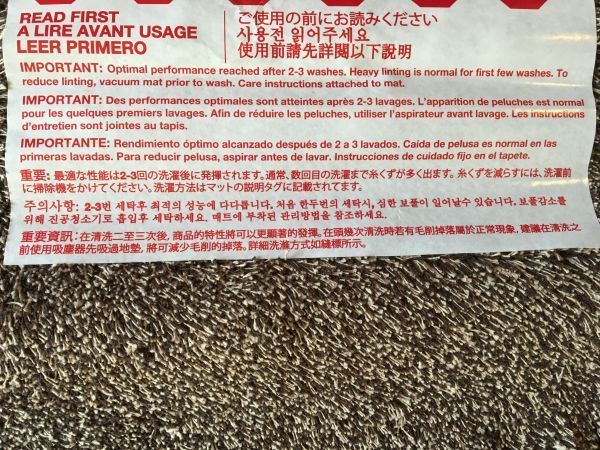 READ FIRST
A LIRE AVANT USAGE
LEER PRIMERO
ご使用の前にお読みください
사용전 읽어주세요
使用前請先詳閱以下說明
IMPORTANT: Optimal performance reached after 2-3 washes. Heavy linting is normal for first few washes. To
reduce linting, vacuum mat prior to wash. Care instructions attached to mat.
IMPORTANT: Des performances optimales sont atteintes après 2-3 lavages. L'apparition de peluches est normal
pour les quelques premiers lavages. Afin de réduire les peluches, utiliser l'aspirateur avant lavage. Les instructions
d'entretien sont jointes au tapis.
IMPORTANTE: Rendimiento óptimo alcanzado después de 2 a 3 lavados. Caída de pelusa es normal en las
primeras lavadas. Para reducir pelusa, aspirar antes de lavar. Instrucciones de cuidado fijo en el tapete.
重要: 最適な性能は2-3回の洗濯後に発揮されます。通常、数回目の洗濯まで糸くずが多く出ます。糸くずを減らすには、洗濯前
に掃除機をかけてください。洗濯方法はマットの説明タグに記載されてます。
주의사항: 2-3번 세탁후 최적의 성능에 다다릅니다. 처음 한두번의 세탁시, 심한 보풀이 일어날수 있습니다. 보풀감소를
위해 진공청소기로 흡입후 세탁하세요. 매트에 부착된 관리방법을 참조하세요.
重要資訊: 在清洗二至三次後, 商品的特性將可以更顯著的發揮。在頭幾次清洗時若有毛削掉落屬於正常現象, 建議在清洗之
前使用吸塵器先吸過地墊, 將可減少毛削的掉落。詳細洗滌方式如縫標所示。